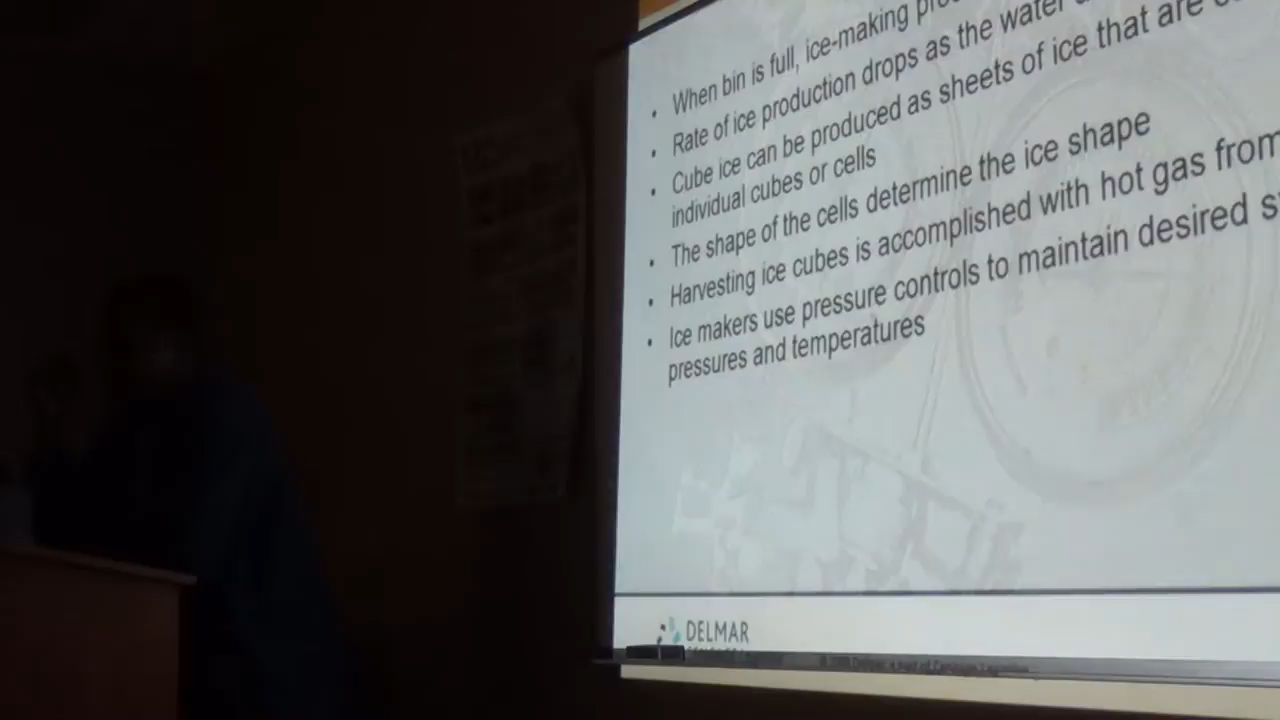 • When bin is full, ice-making
• Rate of ice production drops as the water
• Cube ice can be produced as sheets of ice that are
individual cubes or cells
• The shape of the cells determine the ice shape
• Harvesting ice cubes is accomplished with hot gas from
• Ice makers use pressure controls to maintain desired
pressures and temperatures
DELMAR